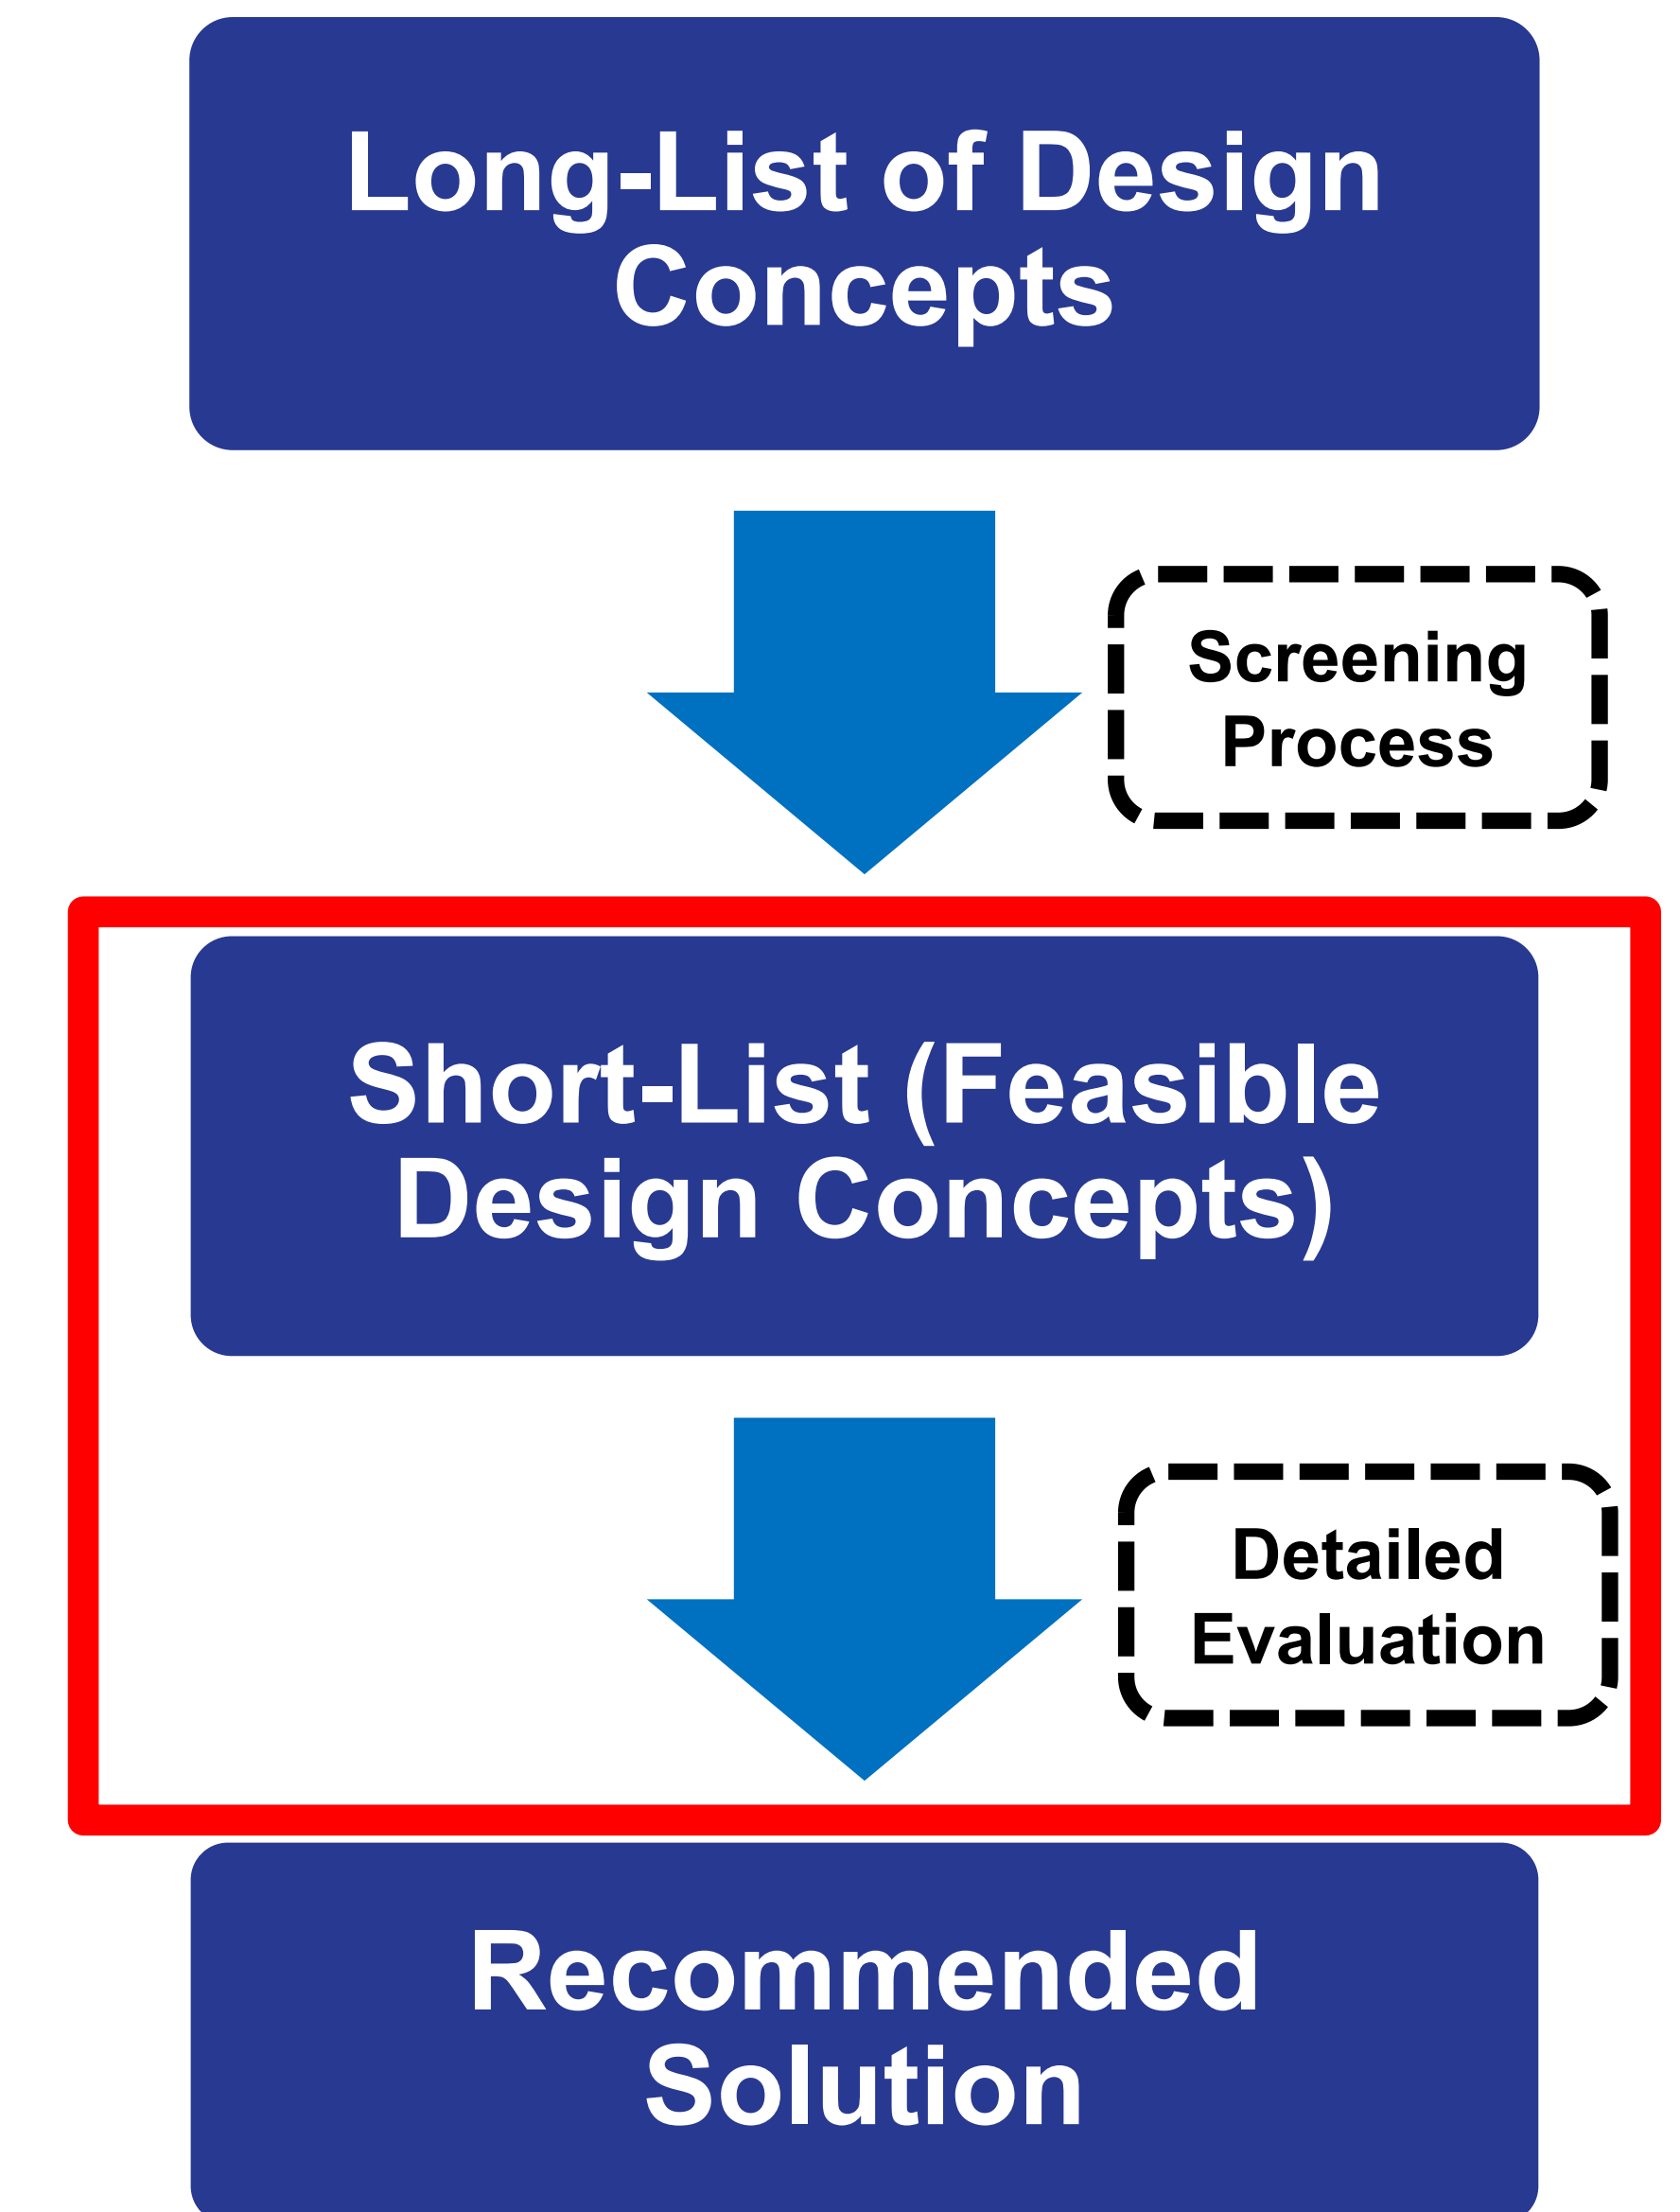 Long-List of Design
Concepts
Screening
Process
Short-List (Feasible
Design Concepts)
Detailed
Evaluation
Recommended
Solution